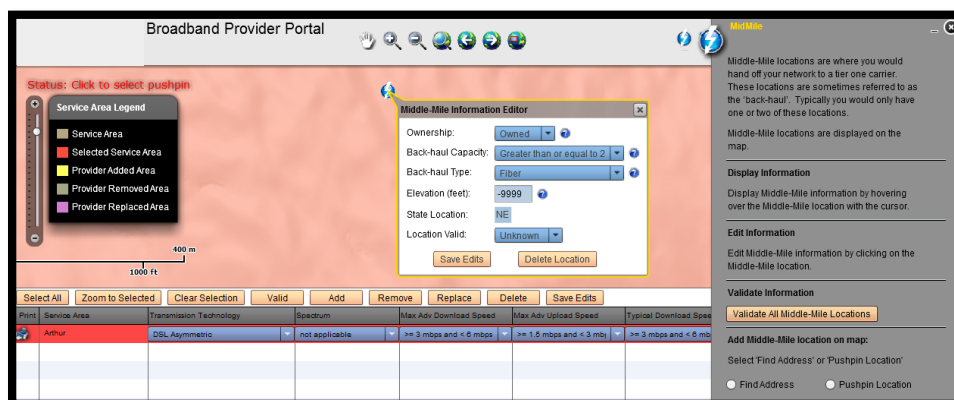 Broadband Provider Portal
Status: Click to select pushpin
Service Area Legend
Service Area
Selected Service Area
Provider Added Area
Provider Removed Area
Provider Replaced Area
400 m
1000 ft
Middle-Mile Information Editor
Ownership: Owned
Back-haul Capacity: Greater than or equal to 2
Back-haul Type: Fiber
Elevation (feet): -9999
State Location: NE
Location Valid: Unknown
Save Edits Delete Location
Select All Zoom to Selected Clear Selection Valid Add Remove Replace Delete Save Edits
Print Service Area Transmission Technology Spectrum Max Adv Download Speed Max Adv Upload Speed Typical Download Spee
Arthur DSL Asymmetric not applicable >= 3 mbps and < 6 mbps >= 1.5 mbps and < 3 mb >= 3 mbps and < 6 mb
MidMile
Middle-Mile locations are where you would
hand off your network to a tier one carrier.
These locations are sometimes referred to as
the 'back-haul'. Typically you would only have
one or two of these locations.
Middle-Mile locations are displayed on the
map.
Display Information
Display Middle-Mile information by hovering
over the Middle-Mile location with the cursor.
Edit Information
Edit Middle-Mile information by clicking on the
Middle-Mile location.
Validate Information
Validate All Middle-Mile Locations
Add Middle-Mile location on map:
Select 'Find Address' or 'Pushpin Location'
Find Address Pushpin Location